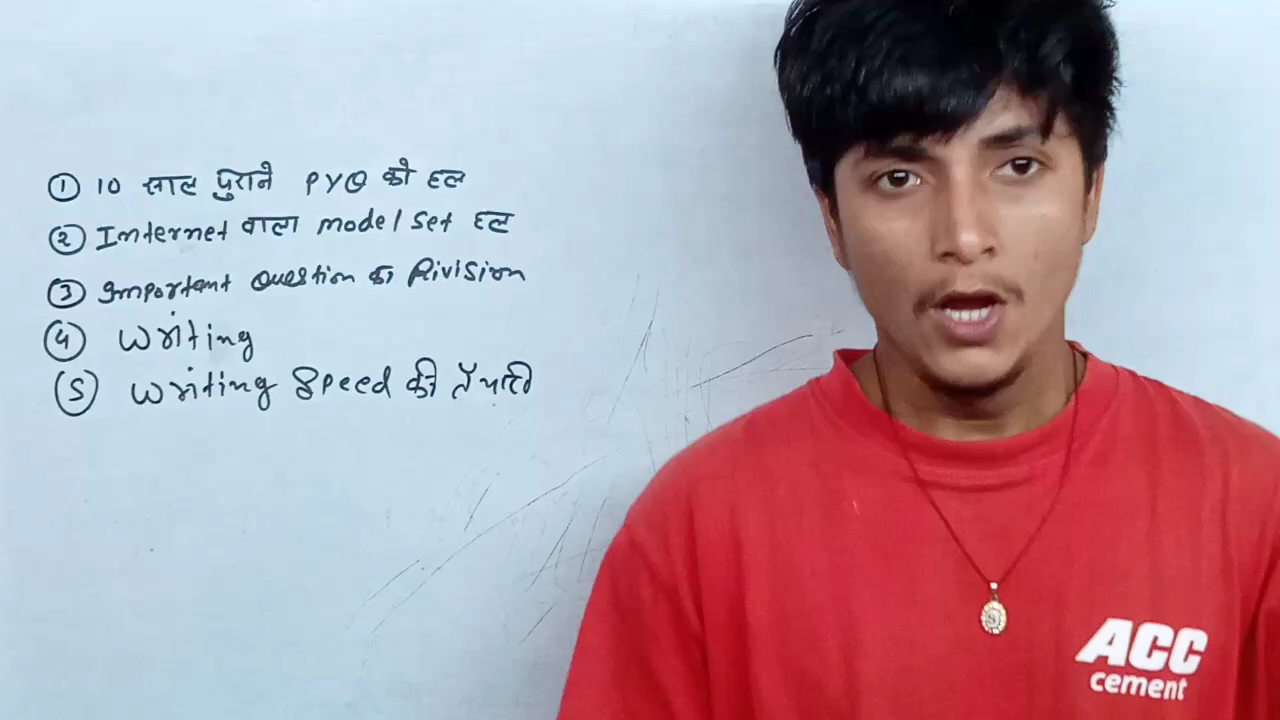 ① 10 साल पुराने PYQ को हल
② Internet वाला model set हल
③ Important Question का Rivision
④ Writing
⑤ Writing Speed की तैयारी
ACC
cement